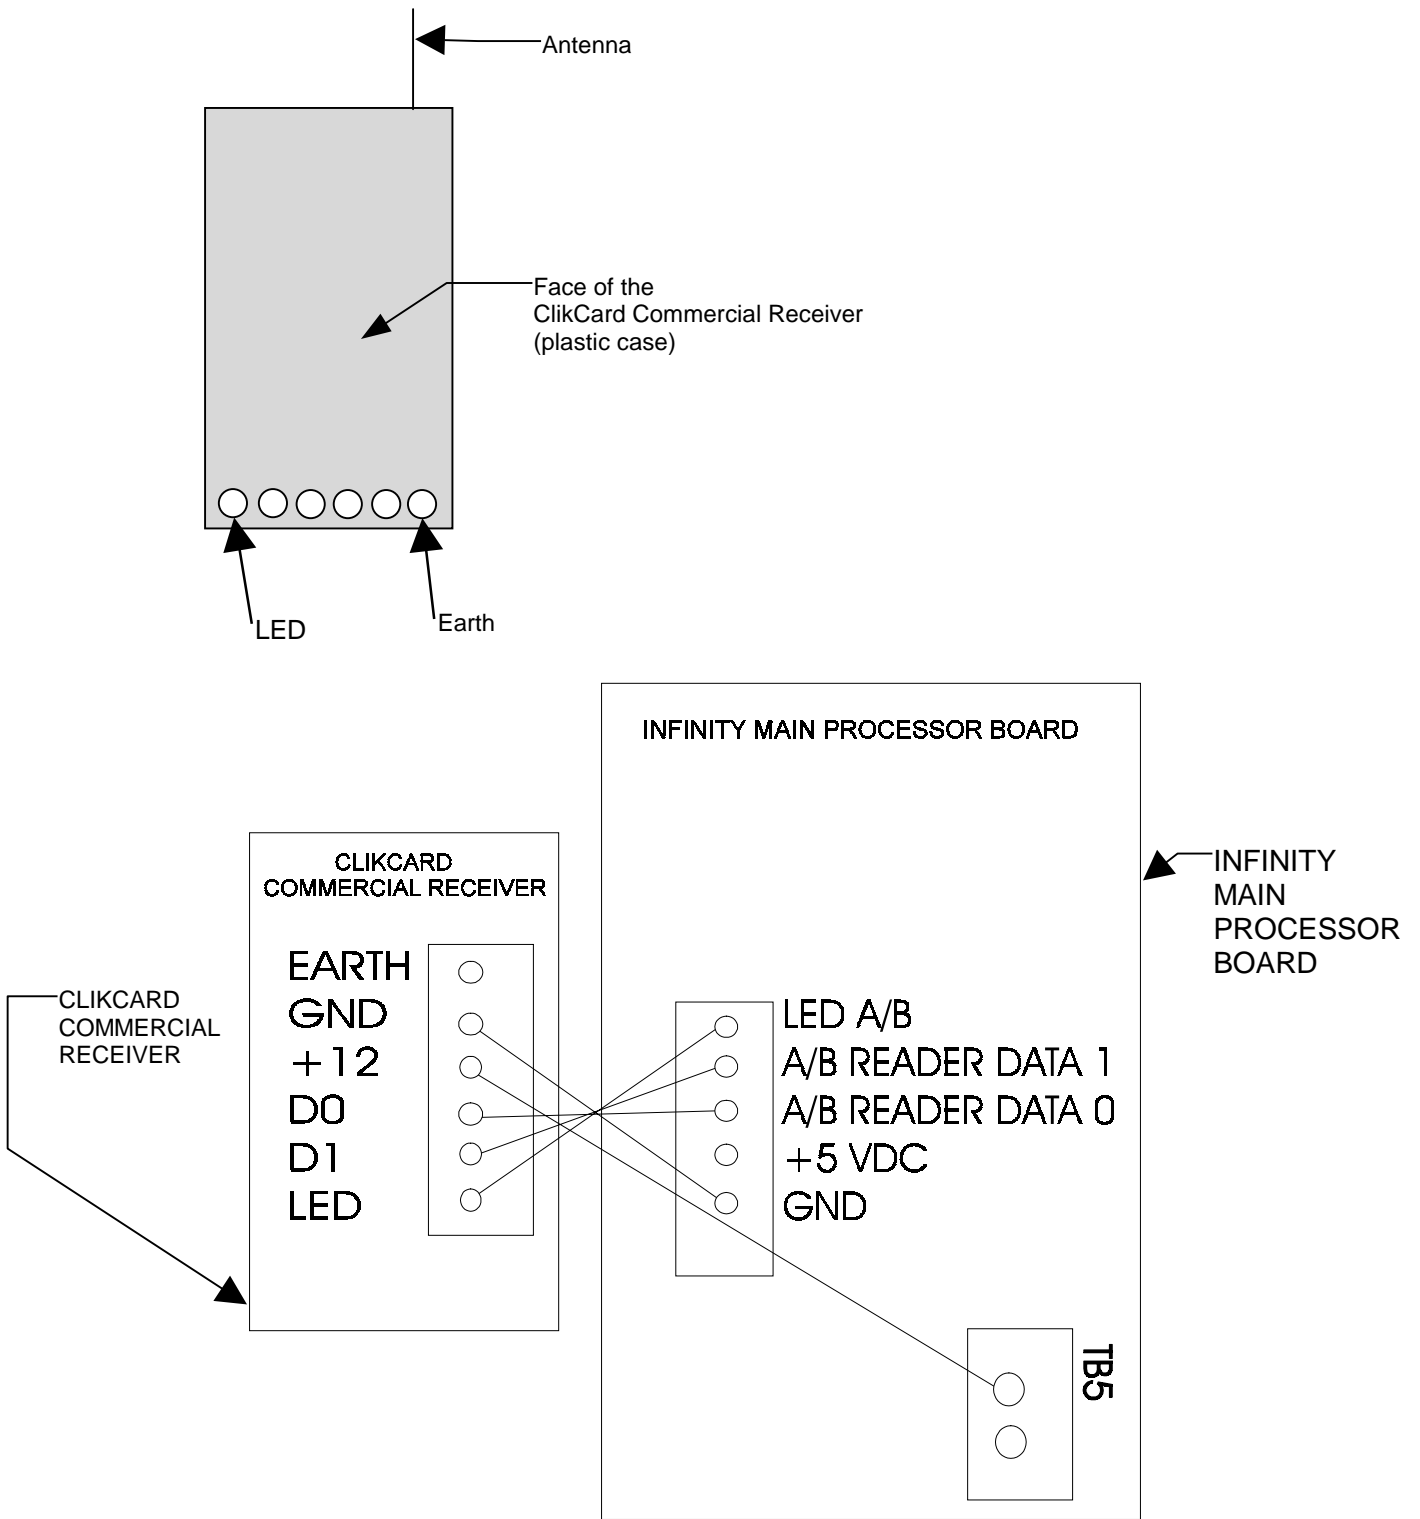 Antenna
Face of the
ClikCard Commercial Receiver
(plastic case)
LED
Earth
INFINITY MAIN PROCESSOR BOARD
CLIKCARD
COMMERCIAL RECEIVER
INFINITY
MAIN
PROCESSOR
BOARD
CLIKCARD
COMMERCIAL
RECEIVER
EARTH
GND
+12
D0
D1
LED
LED A/B
A/B READER DATA 1
A/B READER DATA 0
+5 VDC
GND
TB5